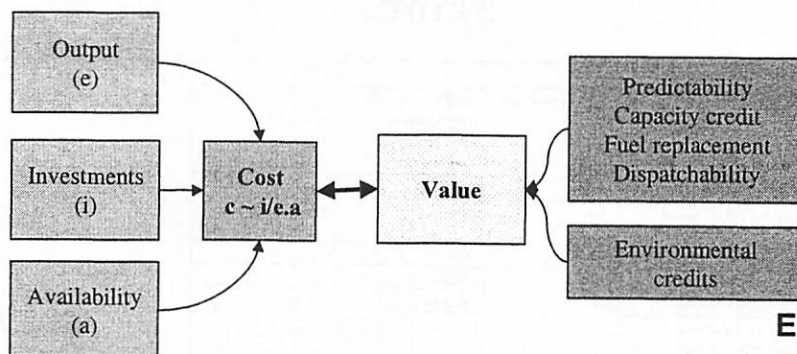 Output
(e)
Investments
(i)
Availability
(a)
Cost
c ~ i/e.a
Value
Predictability
Capacity credit
Fuel replacement
Dispatchability
Environmental
credits
E